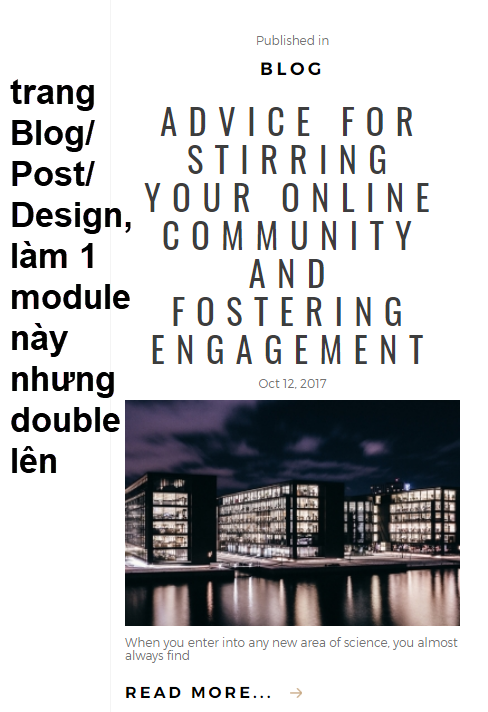 trang
Blog/
Post/
Design,
làm 1
module
này
nhưng
double
lên
Published in
BLOG
ADVICE FOR
STIRRING
YOUR ONLINE
COMMUNITY
AND
FOSTERING
ENGAGEMENT
Oct 12, 2017
When you enter into any new area of science, you almost
always find
READ MORE... →